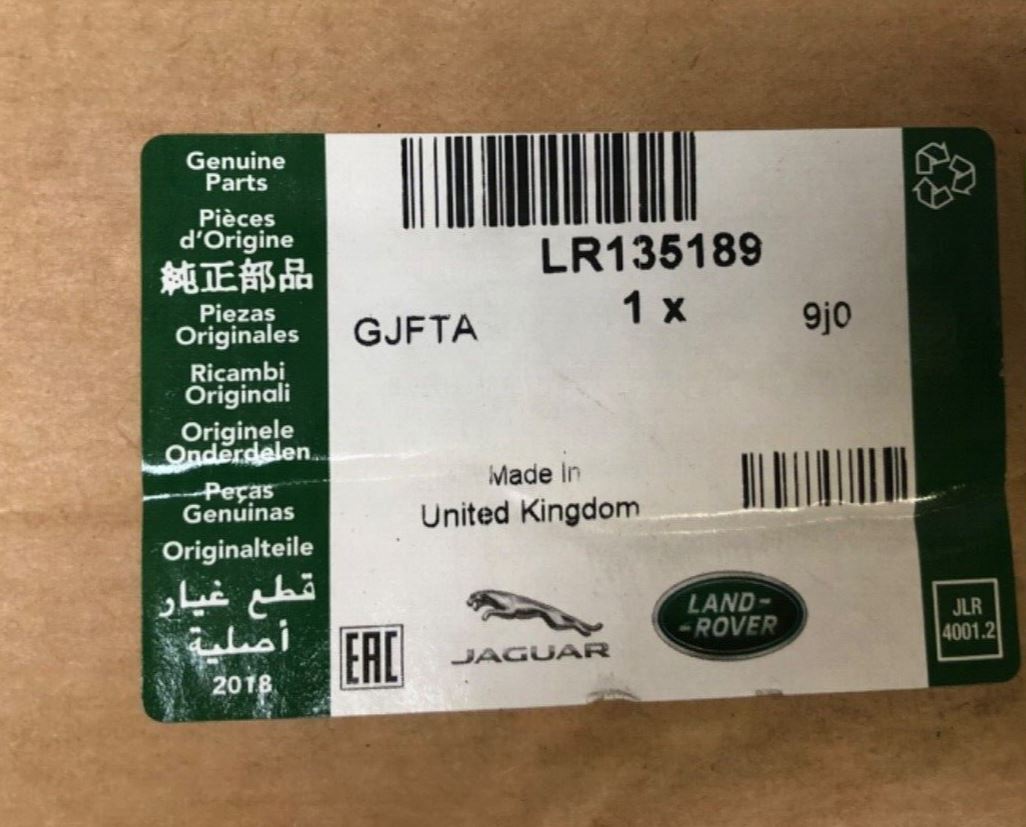 Genuine
Parts
Pièces
d'Origine
純正部品
Piezas
Originales
Ricambi
Originali
Originele
Onderdelen
Peças
Genuinas
Originalteile
قطع غيار
أصلية
2018
LR135189
1 x
GJFTA
9j0
Made in
United Kingdom
EAC
JAGUAR
LAND-
-ROVER
JLR
4001.2